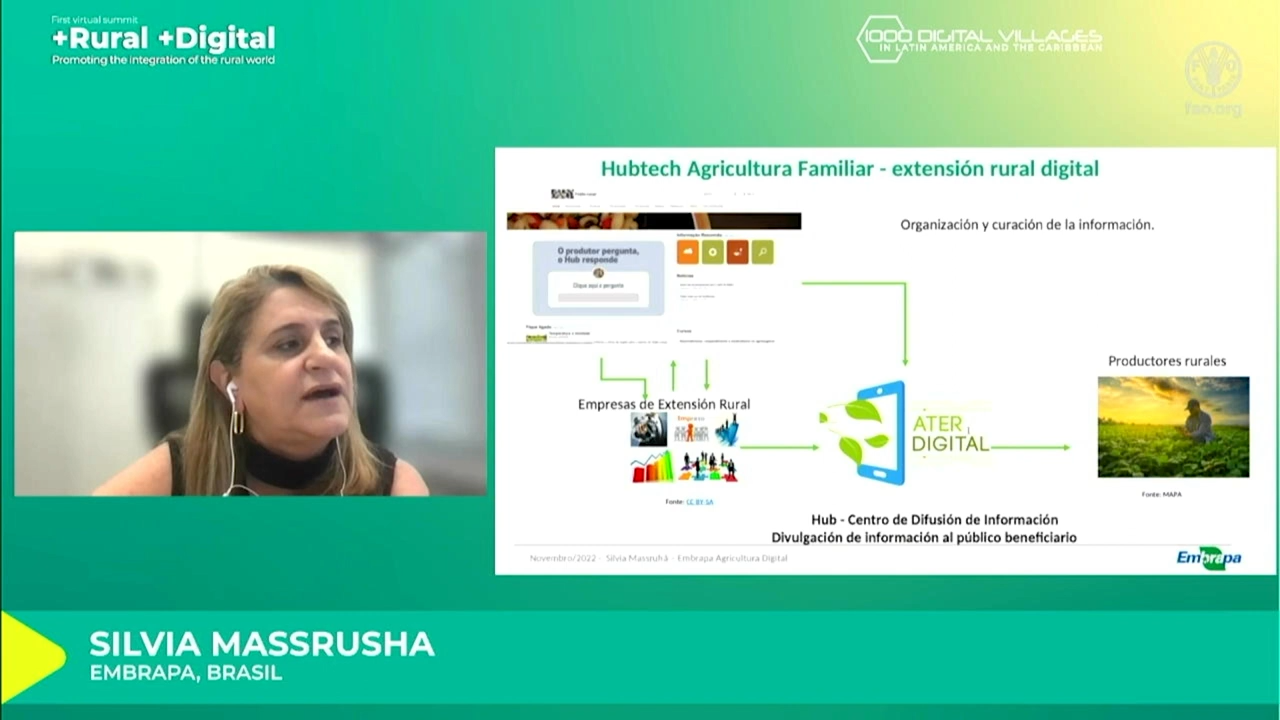 First virtual summit
+Rural +Digital
Promoting the integration of the rural world
1000 DIGITAL VILLAGES
IN LATIN AMERICA AND THE CARIBBEAN
fao.org
Hubtech Agricultura Familiar - extensión rural digital
Organización y curación de la información.
O produtor pergunta,
o Hub responde
Clique aqui e pergunte
Notícias
Cursos
Empresas de Extensión Rural
Fonte: CC BY-SA
ATER
DIGITAL
Productores rurales
Fonte: MAPA
Hub - Centro de Difusión de Información
Divulgación de información al público beneficiario
Novembro/2022 - Silvia Massruhá - Embrapa Agricultura Digital
Embrapa
SILVIA MASSRUSHA
EMBRAPA, BRASIL